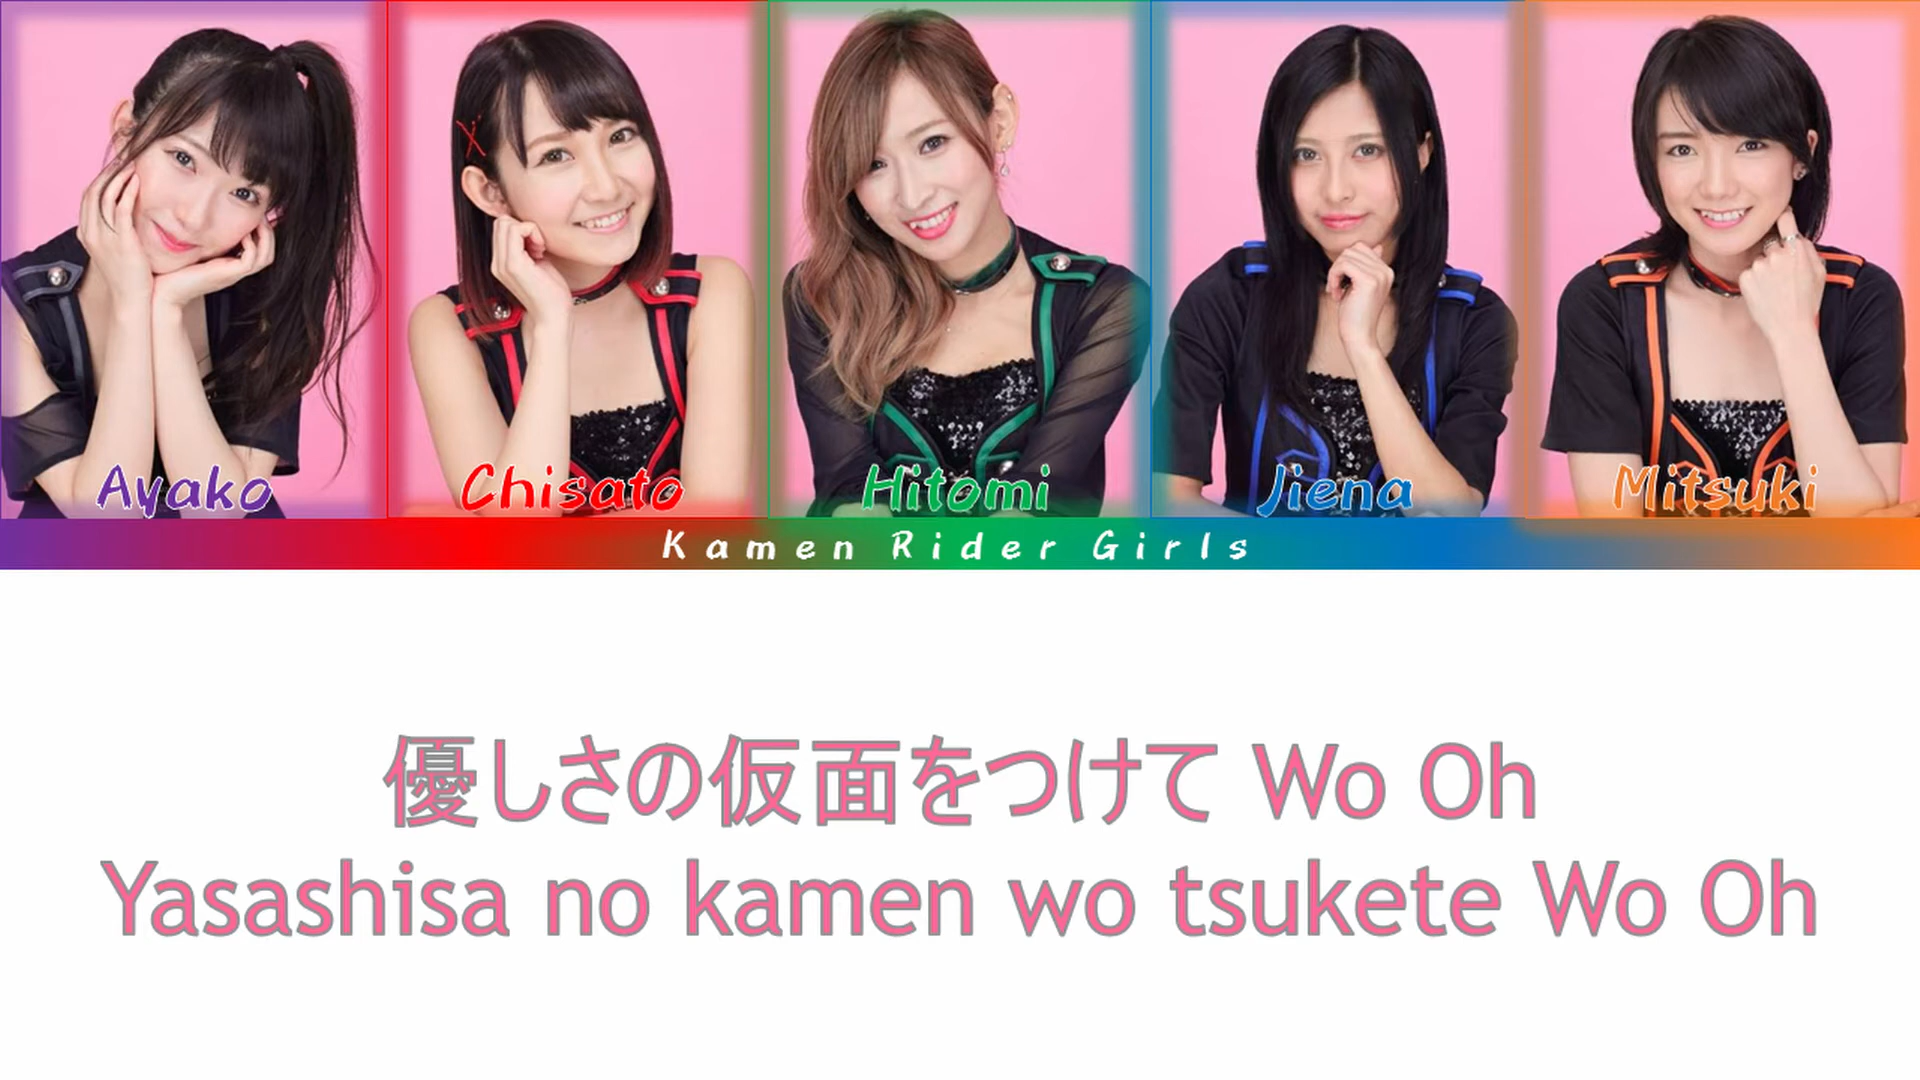 Ayako
Chisato
Hitomi
Jiena
Mitsuki
Kamen Rider Girls
優しさの仮面をつけて Wo Oh
Yasashisa no kamen wo tsukete Wo Oh